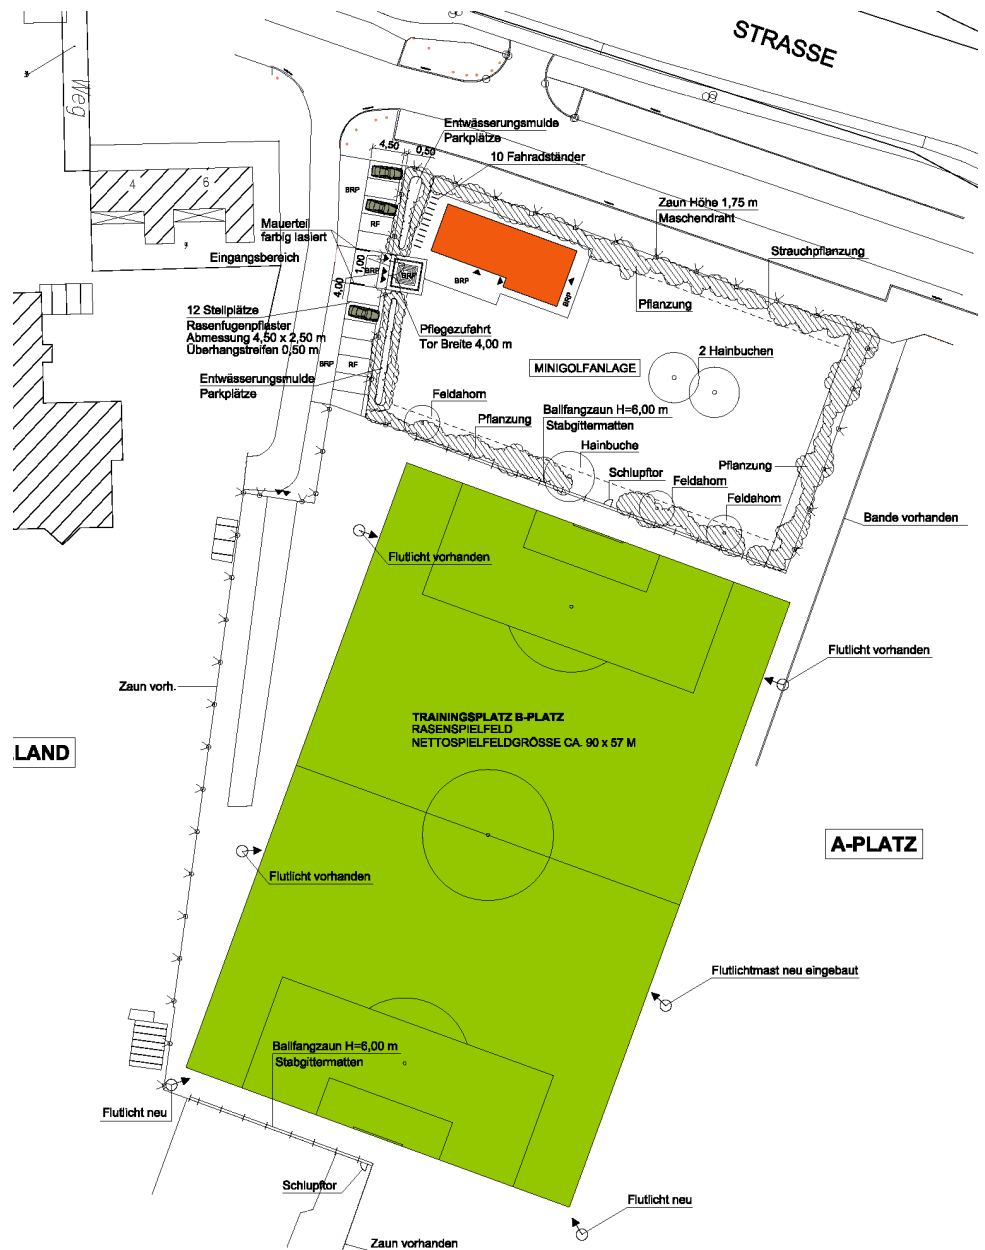 STRASSE
Weg
4
6
Entwässerungsmulde
Parkplätze
4,50
0,50
10 Fahradständer
BRP
RF
Zaun Höhe 1,75 m
Maschendraht
Mauerteil
farbig lasiert
Strauchpflanzung
Eingangsbereich
1,00
BRP
BRP
BRP
BRP
4,00
Pflanzung
12 Stellplätze
Rasenfugenpflaster
Abmessung 4,50 x 2,50 m
Überhangstreifen 0,50 m
Pflegezufahrt
Tor Breite 4,00 m
2 Hainbuchen
BRP
RF
MINIGOLFANLAGE
Entwässerungsmulde
Parkplätze
Feldahorn
Pflanzung
Ballfangzaun H=6,00 m
Stabgittermatten
Hainbuche
Schlupftor
Pflanzung
Feldahorn
Feldahorn
Bande vorhanden
Flutlicht vorhanden
Flutlicht vorhanden
Zaun vorh.
TRAININGSPLATZ B-PLATZ
RASENSPIELFELD
NETTOSPIELFELDGRÖSSE CA. 90 x 57 M
LAND
A-PLATZ
Flutlicht vorhanden
Flutlichtmast neu eingebaut
Ballfangzaun H=6,00 m
Stabgittermatten
Flutlicht neu
Schlupftor
Flutlicht neu
Zaun vorhanden